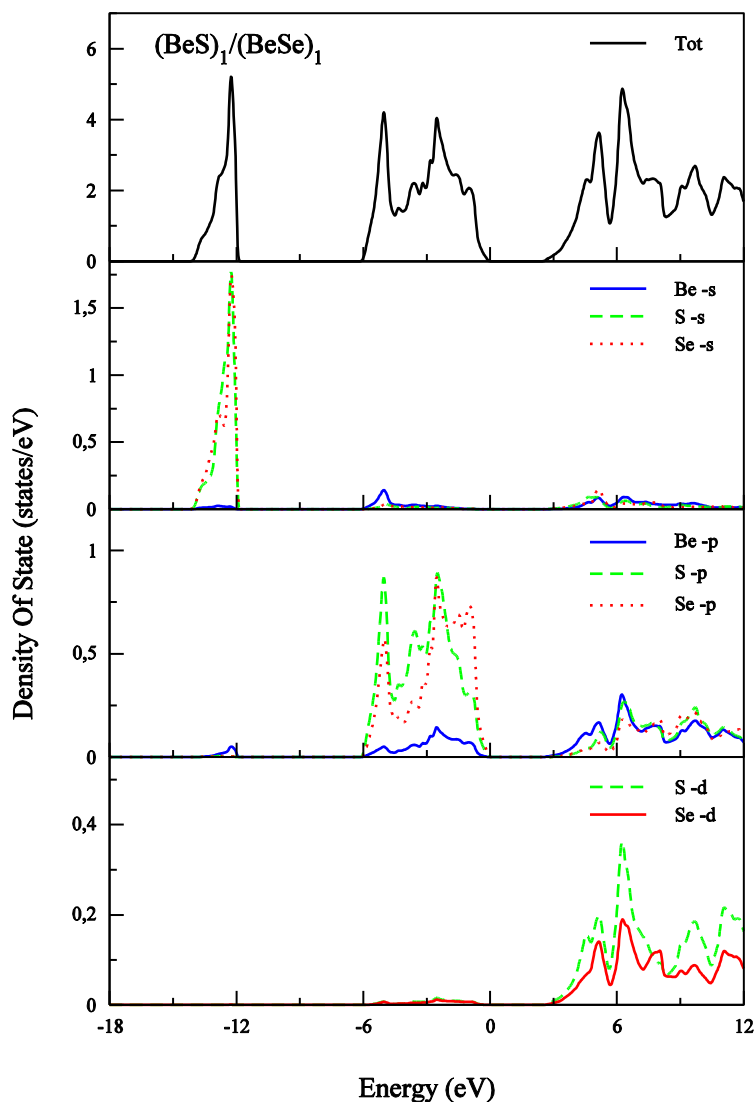 (BeS)1/(BeSe)1
Tot
6
4
2
0
Be -s
S -s
Se -s
1,5
1
0,5
0
Be -p
S -p
Se -p
1
0,5
0
S -d
Se -d
0,4
0,2
0
-18 -12 -6 0 6 12
Density Of State (states/eV)
Energy (eV)